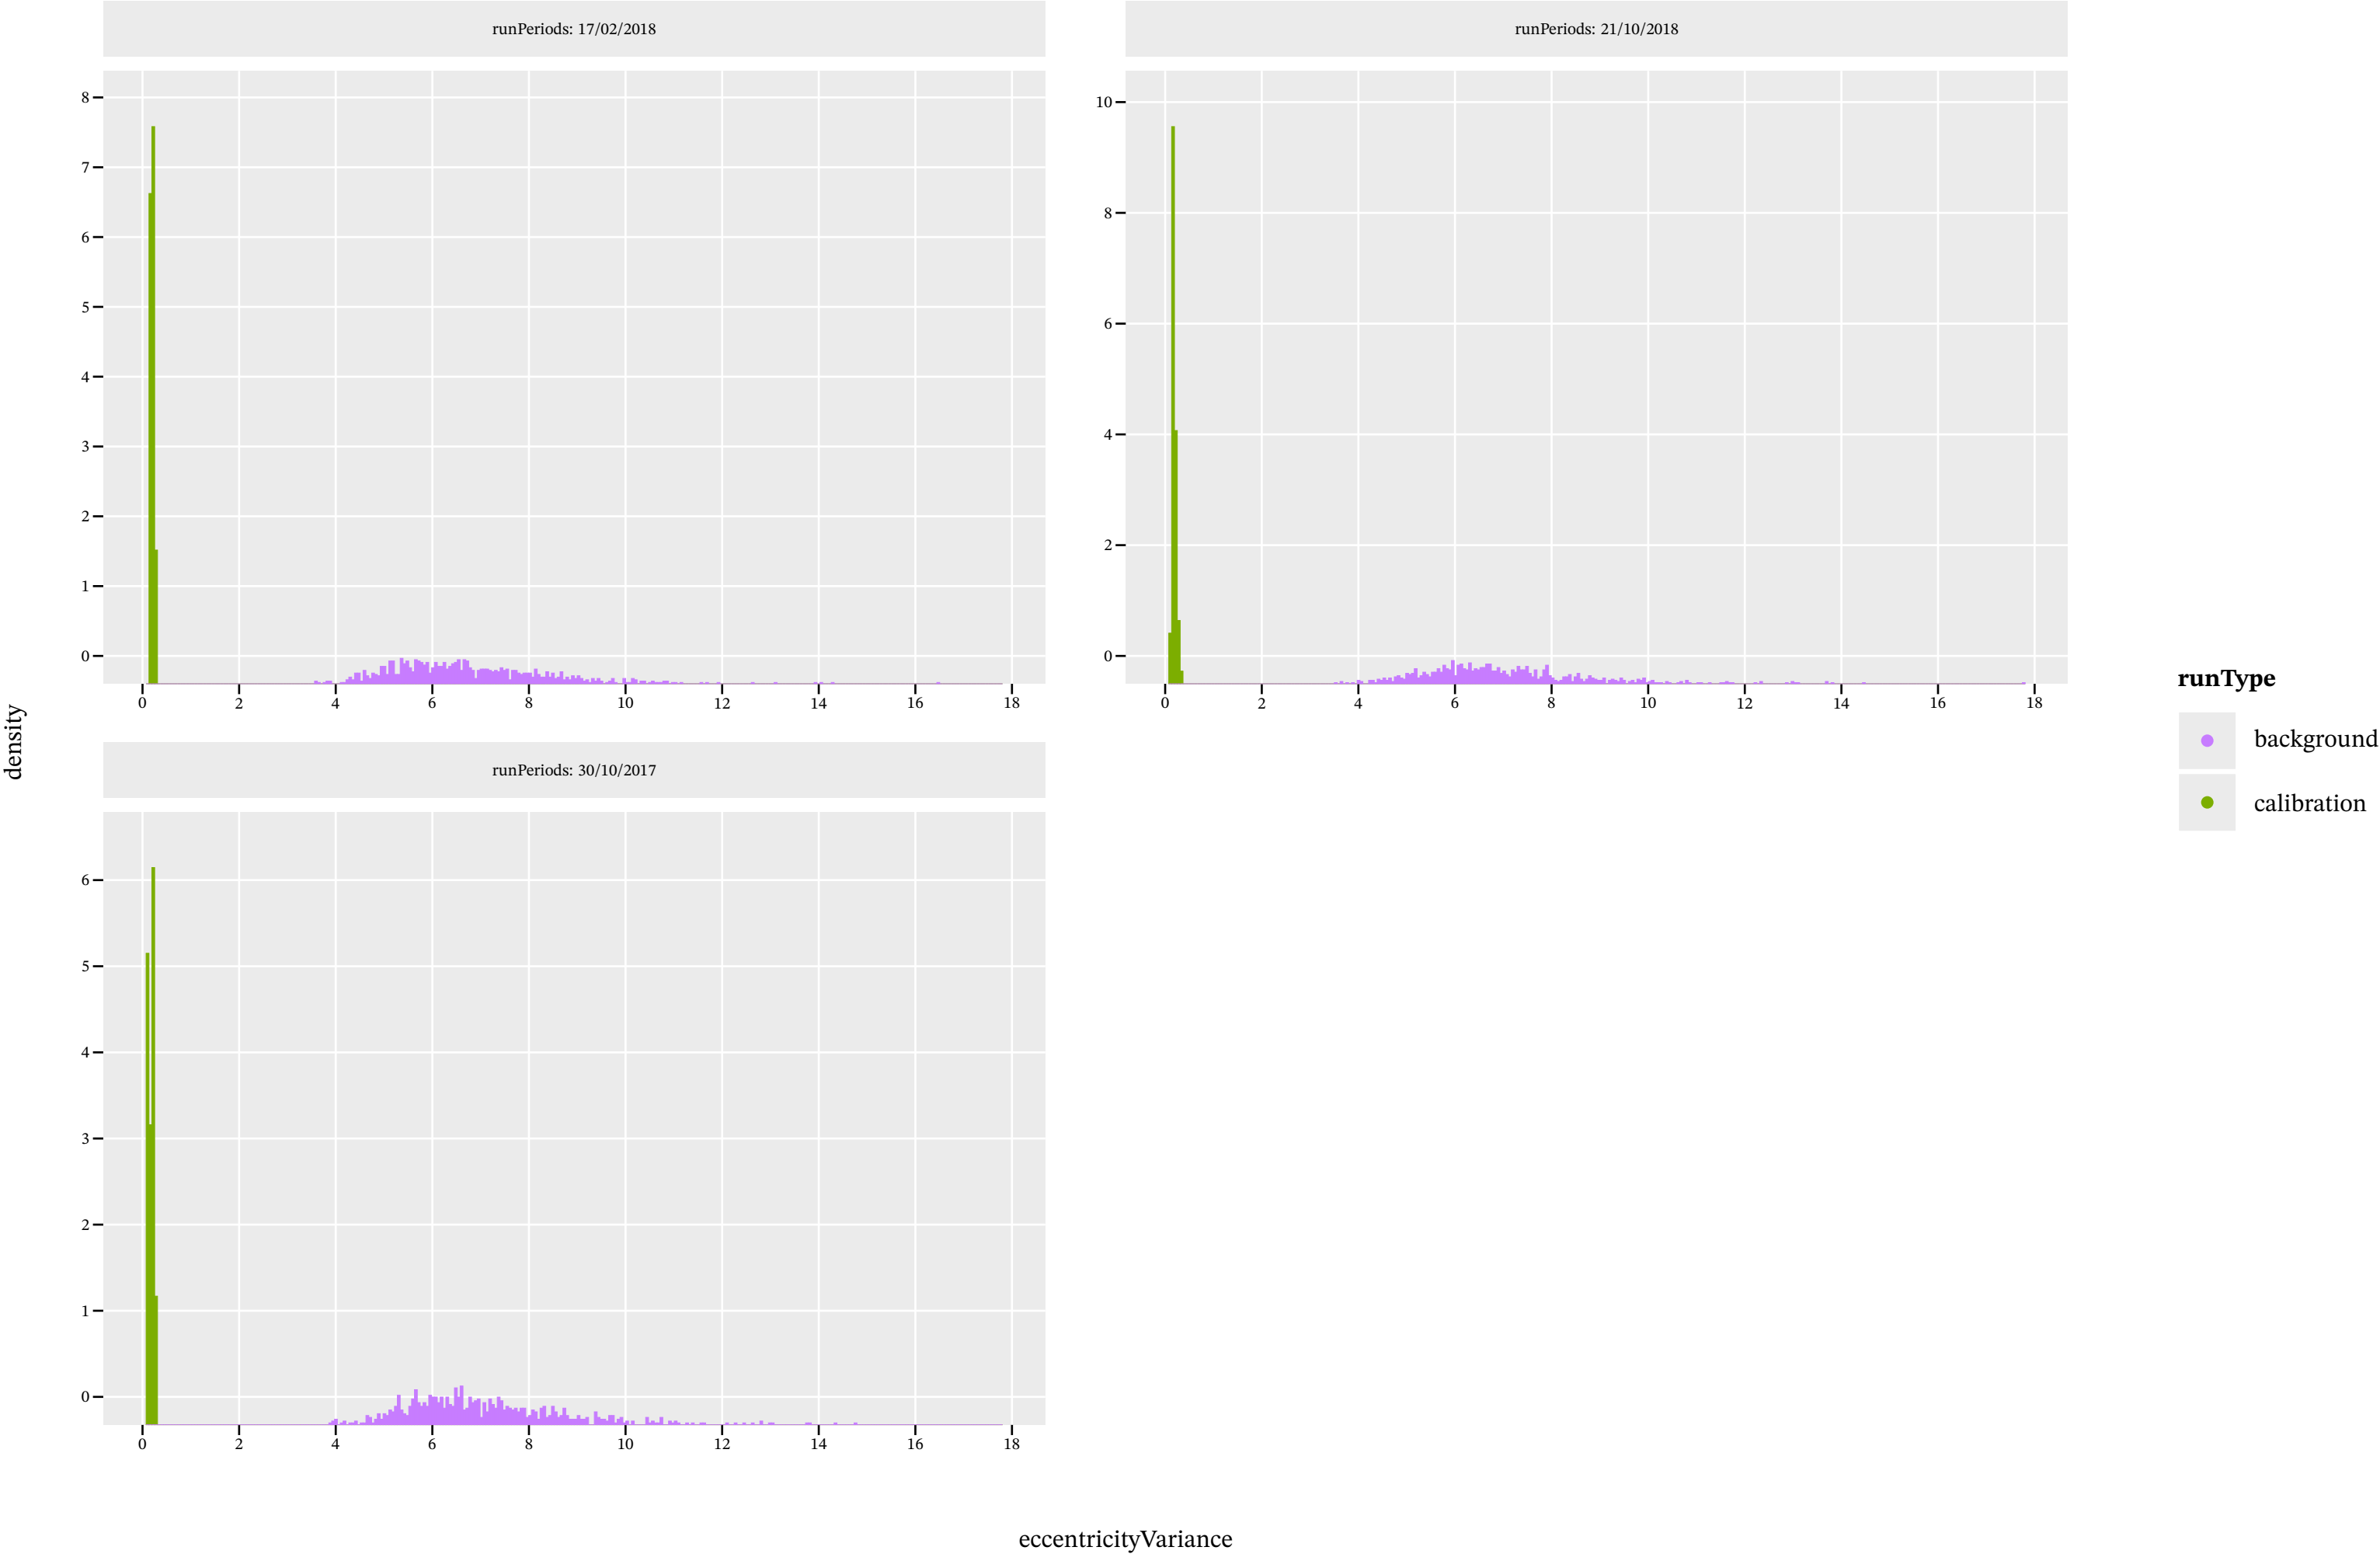 runPeriods: 17/02/2018
8
7
6
5
4
3
2
1
0
0 2 4 6 8 10 12 14 16 18
runPeriods: 21/10/2018
10
8
6
4
2
0
0 2 4 6 8 10 12 14 16 18
runPeriods: 30/10/2017
6
5
4
3
2
1
0
0 2 4 6 8 10 12 14 16 18
density
eccentricityVariance
runType
background
calibration